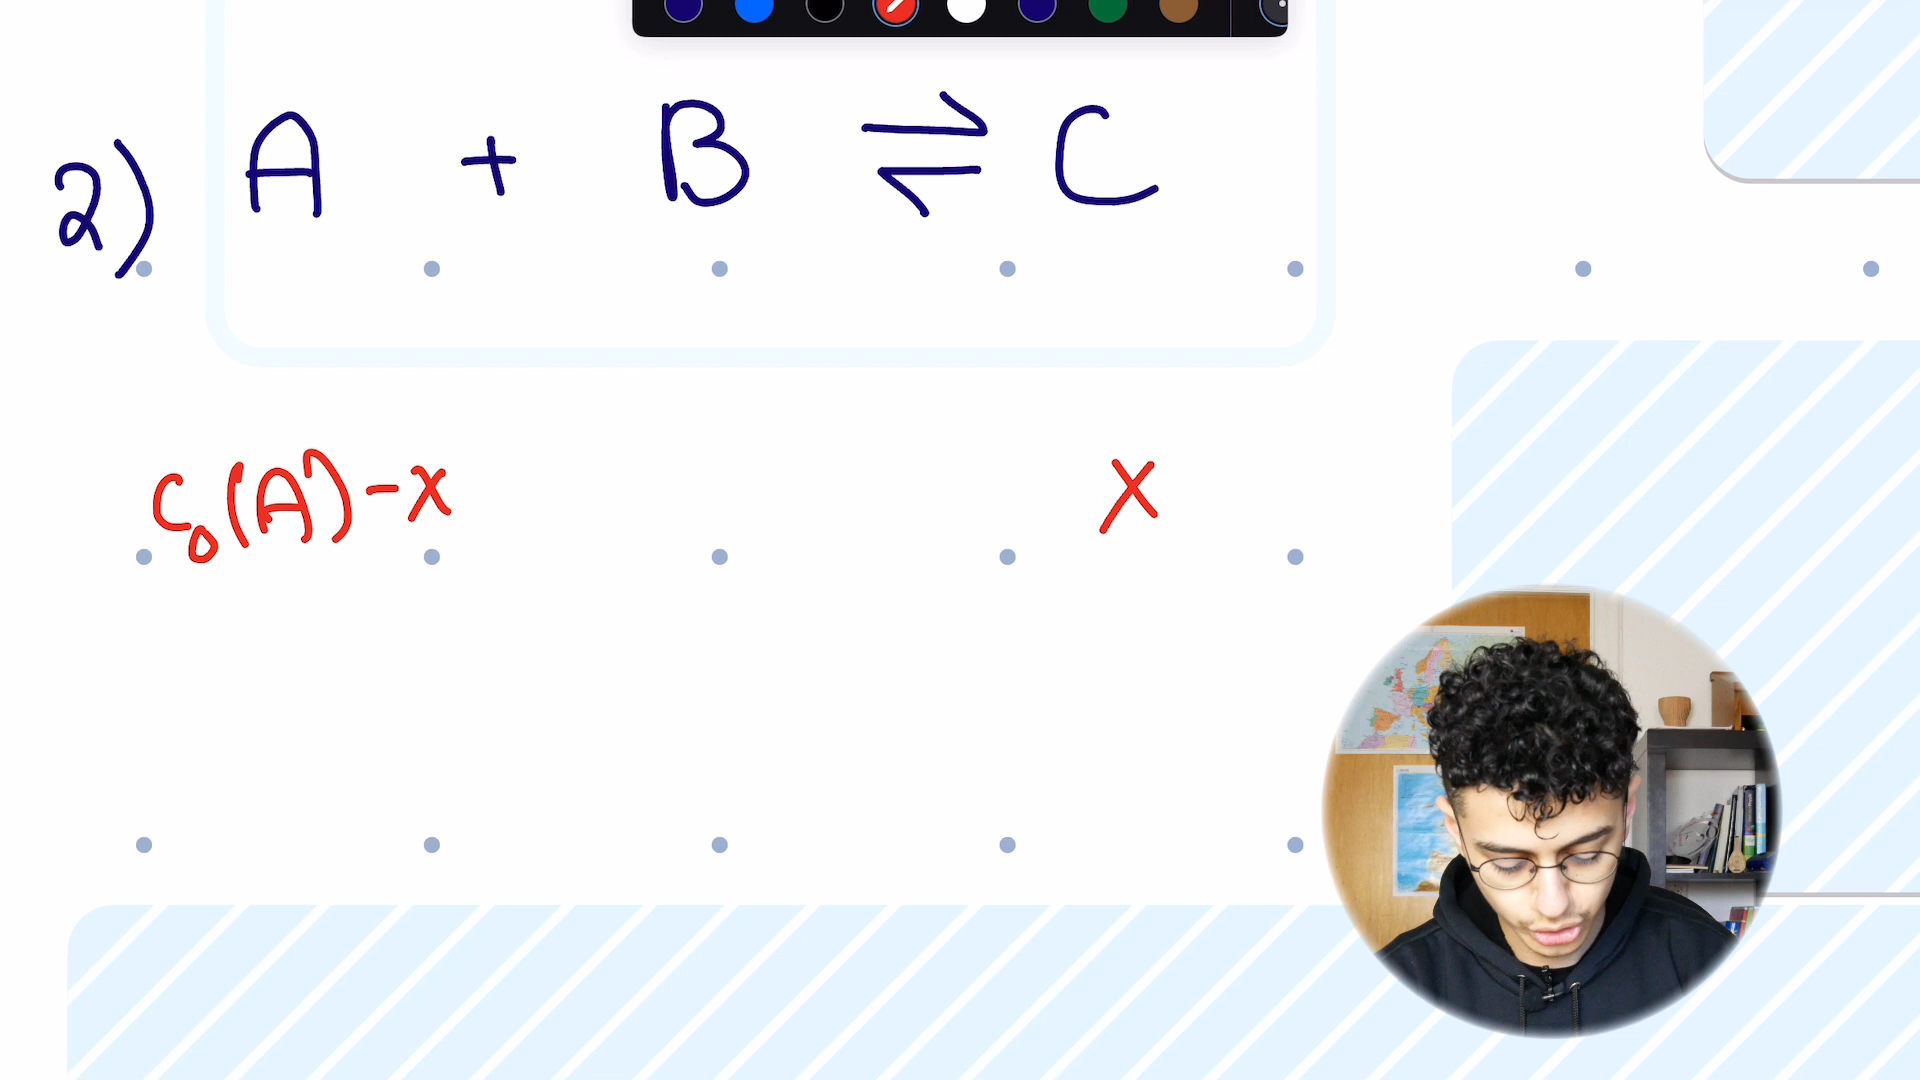 2) A + B ⇌ C
C₀(A) - x x